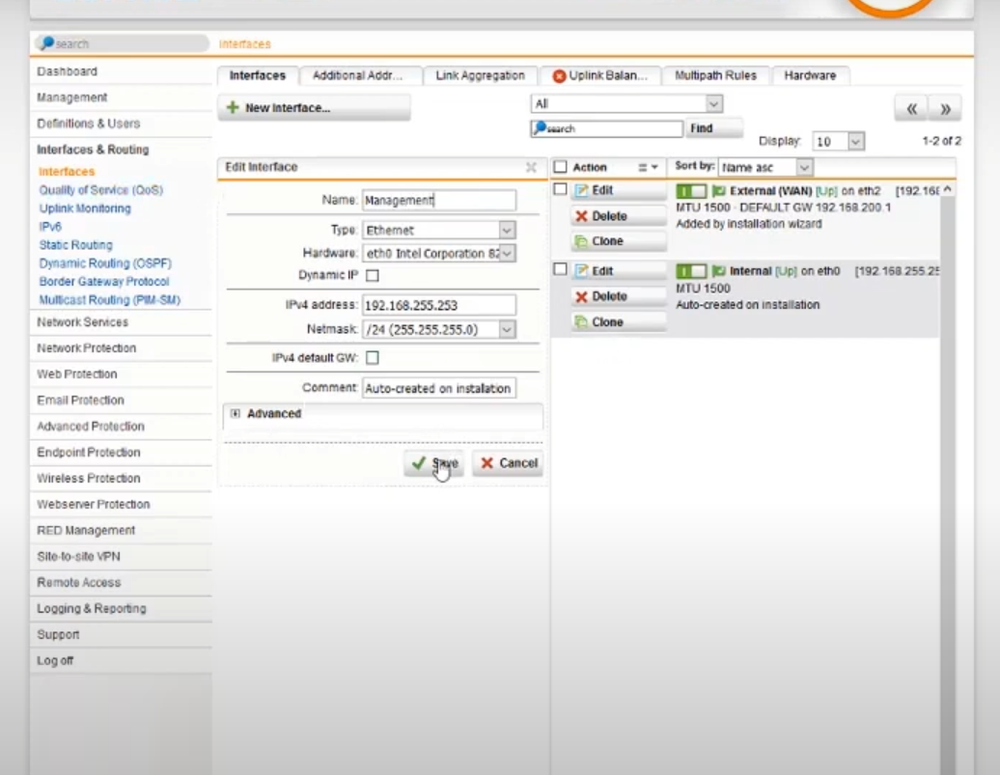 search
Interfaces
Dashboard
Management
Definitions & Users
Interfaces & Routing
Interfaces
Quality of Service (QoS)
Uplink Monitoring
IPv6
Static Routing
Dynamic Routing (OSPF)
Border Gateway Protocol
Multicast Routing (PIM-SM)
Network Services
Network Protection
Web Protection
Email Protection
Advanced Protection
Endpoint Protection
Wireless Protection
Webserver Protection
RED Management
Site-to-site VPN
Remote Access
Logging & Reporting
Support
Log off
Interfaces Additional Addr... Link Aggregation Uplink Balan... Multipath Rules Hardware
New Interface...
All
search Find
Display: 10 1-2 of 2
Edit Interface
Name: Management
Type: Ethernet
Hardware: eth0 Intel Corporation 82
Dynamic IP
IPv4 address: 192.168.255.253
Netmask: /24 (255.255.255.0)
IPv4 default GW:
Comment: Auto-created on instalation
Advanced
Save Cancel
Action Sort by: Name asc
Edit External (WAN) [Up] on eth2 [192.16
MTU 1500 · DEFAULT GW 192.168.200.1
Delete
Added by installation wizard
Clone
Edit Internal [Up] on eth0 [192.168.255.25
MTU 1500
Delete
Auto-created on installation
Clone